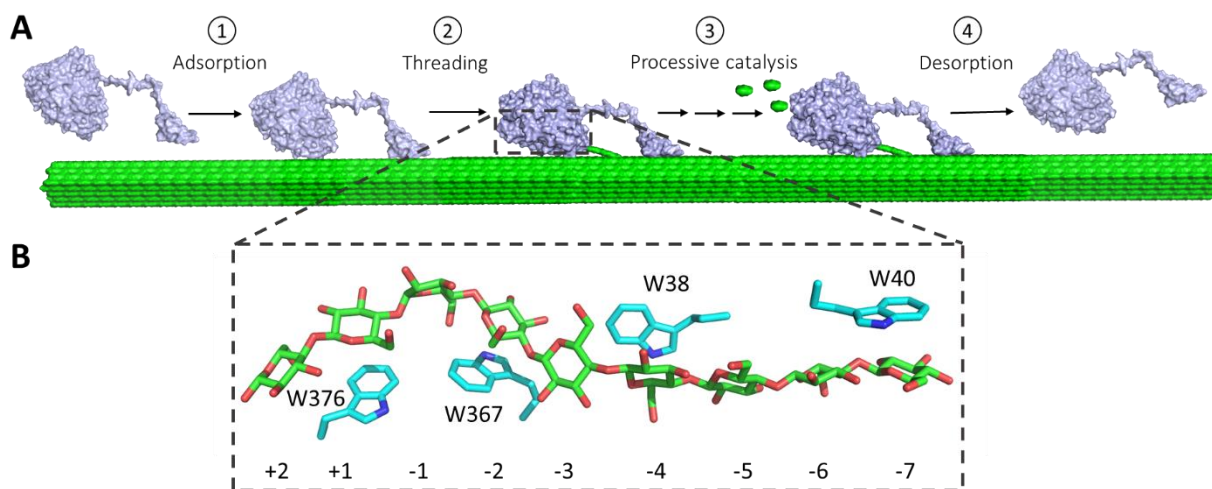 A
① ② ③ ④
Adsorption Threading Processive catalysis Desorption
B
W38 W40
W376 W367
+2 +1 -1 -2 -3 -4 -5 -6 -7